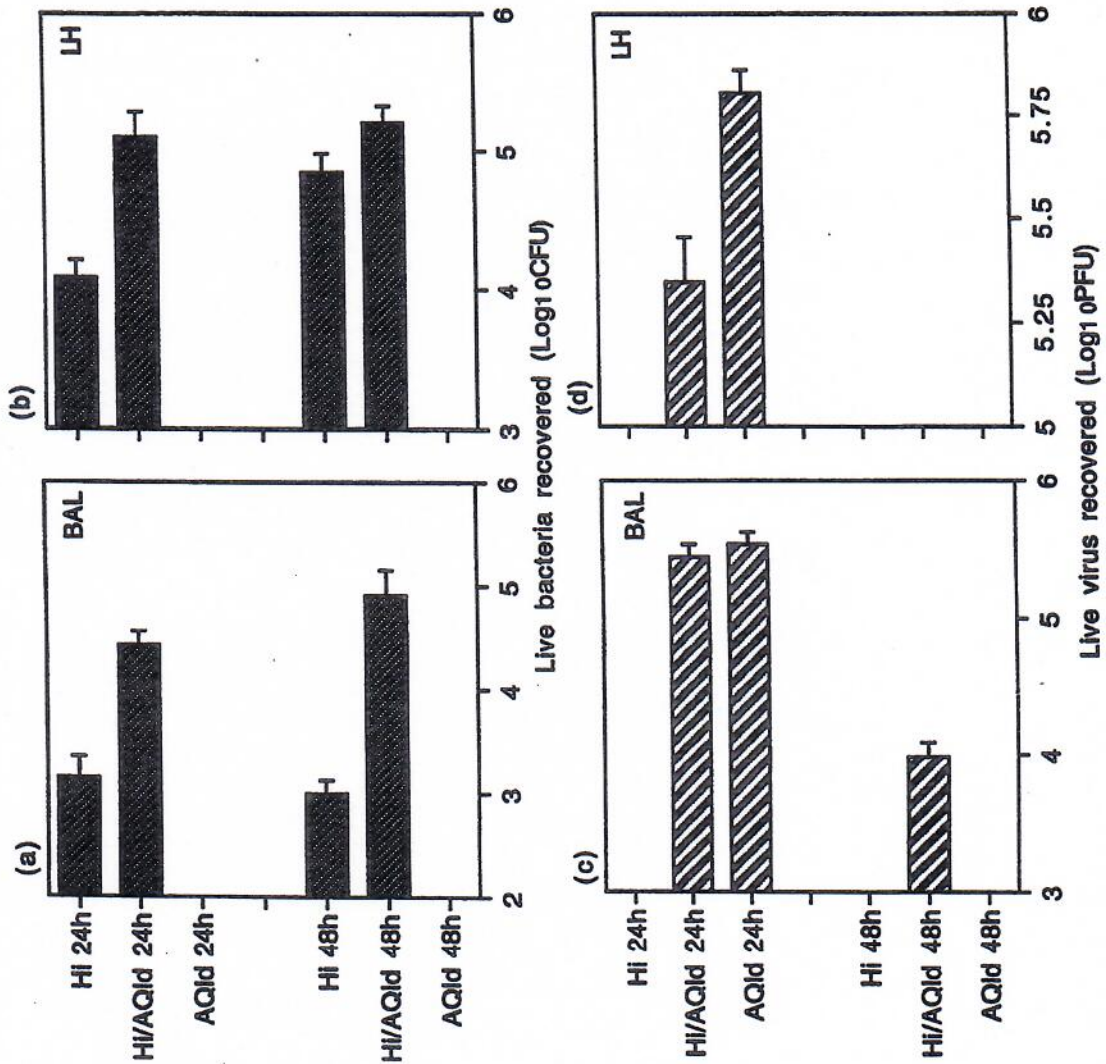 (a)
(b)
BAL
LH
Hi 24h
Hi/AQld 24h
AQld 24h
Hi 48h
Hi/AQld 48h
AQld 48h
2 3 4 5 6
3 4 5 6
Live bacteria recovered (Log10CFU)
(c)
(d)
BAL
LH
Hi 24h
Hi/AQld 24h
AQld 24h
Hi 48h
Hi/AQld 48h
AQld 48h
3 4 5 6
5 5.25 5.5 5.75 6
Live virus recovered (Log10PFU)